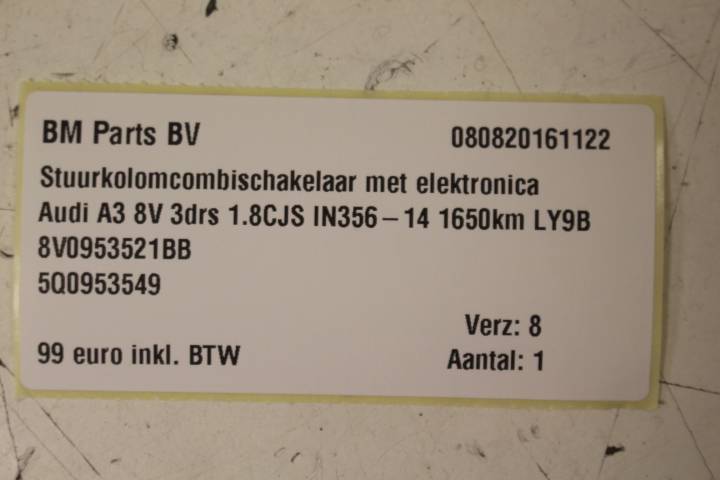 BM Parts BV 080820161122
Stuurkolomcombischakelaar met elektronica
Audi A3 8V 3drs 1.8CJS IN356-14 1650km LY9B
8V0953521BB
5Q0953549
Verz: 8
99 euro inkl. BTW Aantal: 1